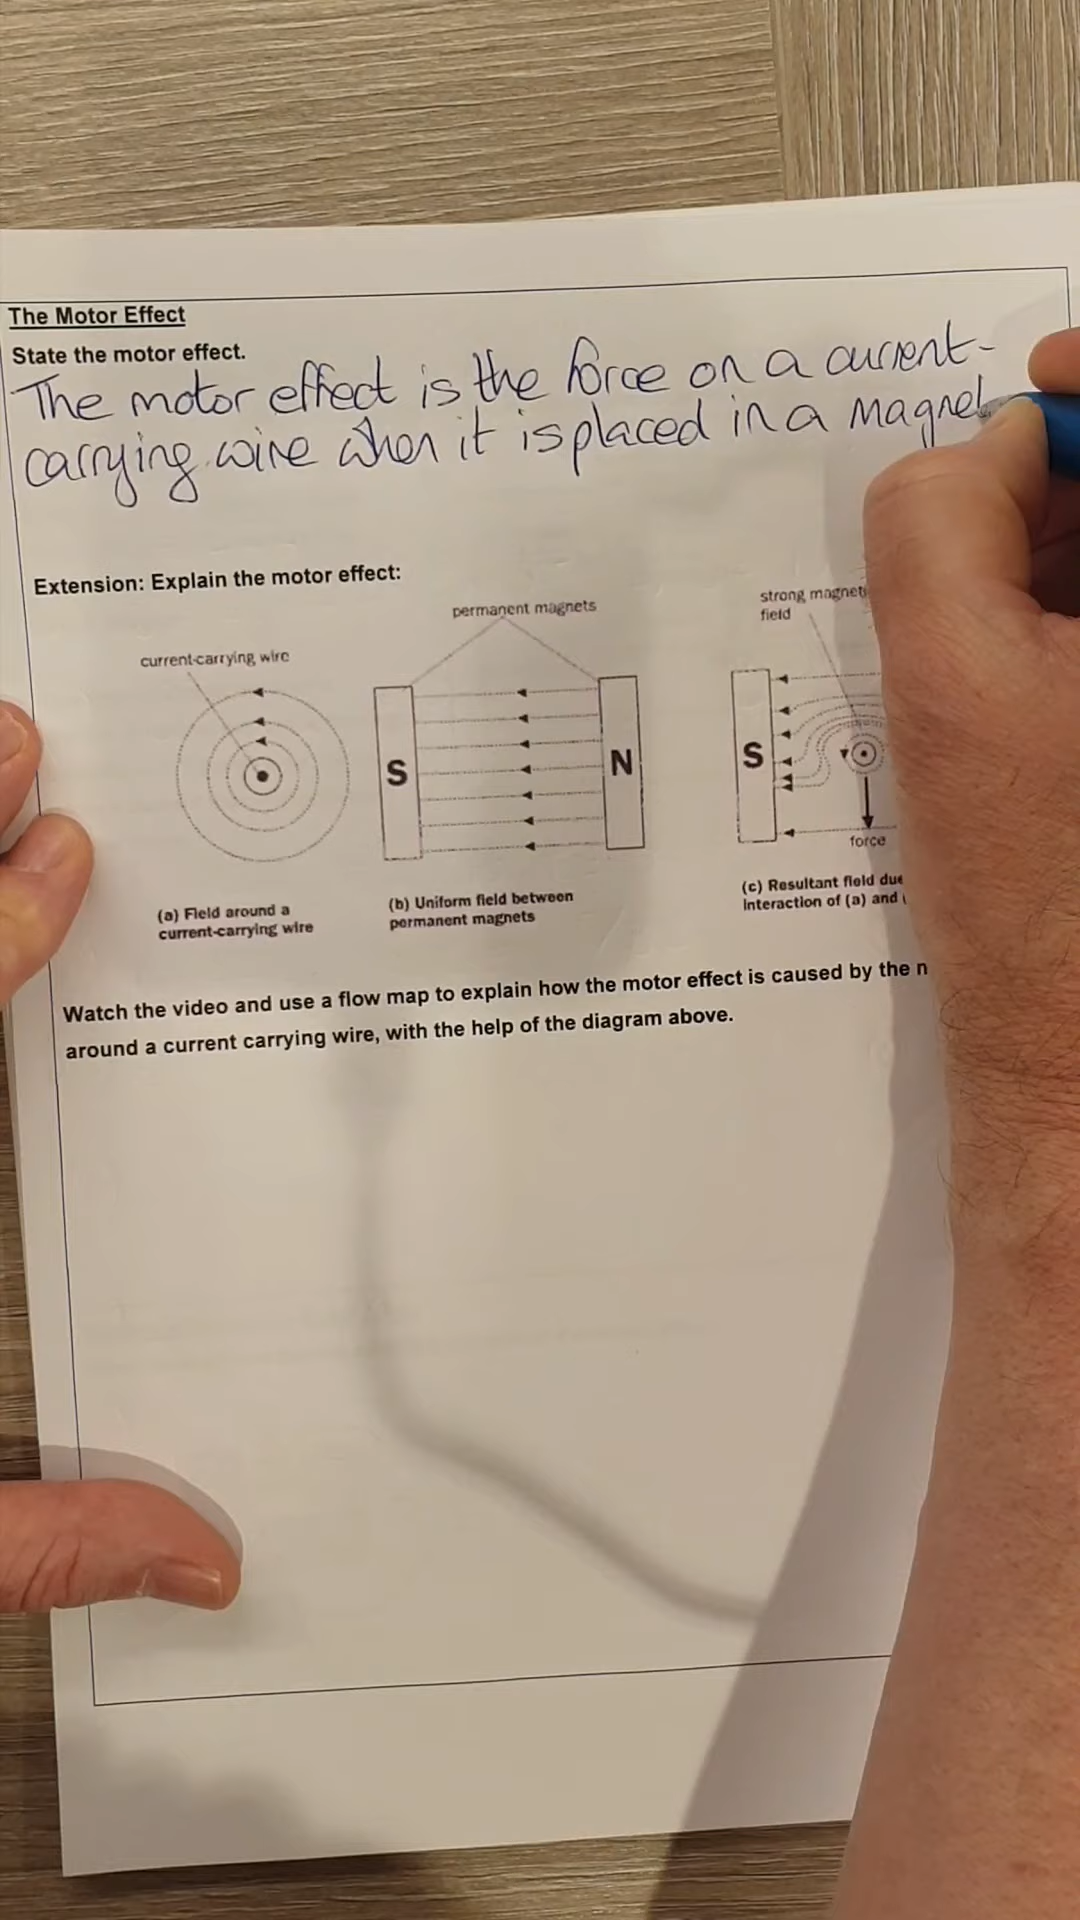 The Motor Effect
State the motor effect.
The motor effect is the force on a current-
carrying wire when it is placed in a magnet
Extension: Explain the motor effect:
permanent magnets
strong magneti
field
current-carrying wire
S
N
S
force
(a) Field around a
current-carrying wire
(b) Uniform field between
permanent magnets
(c) Resultant field due
interaction of (a) and
Watch the video and use a flow map to explain how the motor effect is caused by the
around a current carrying wire, with the help of the diagram above.